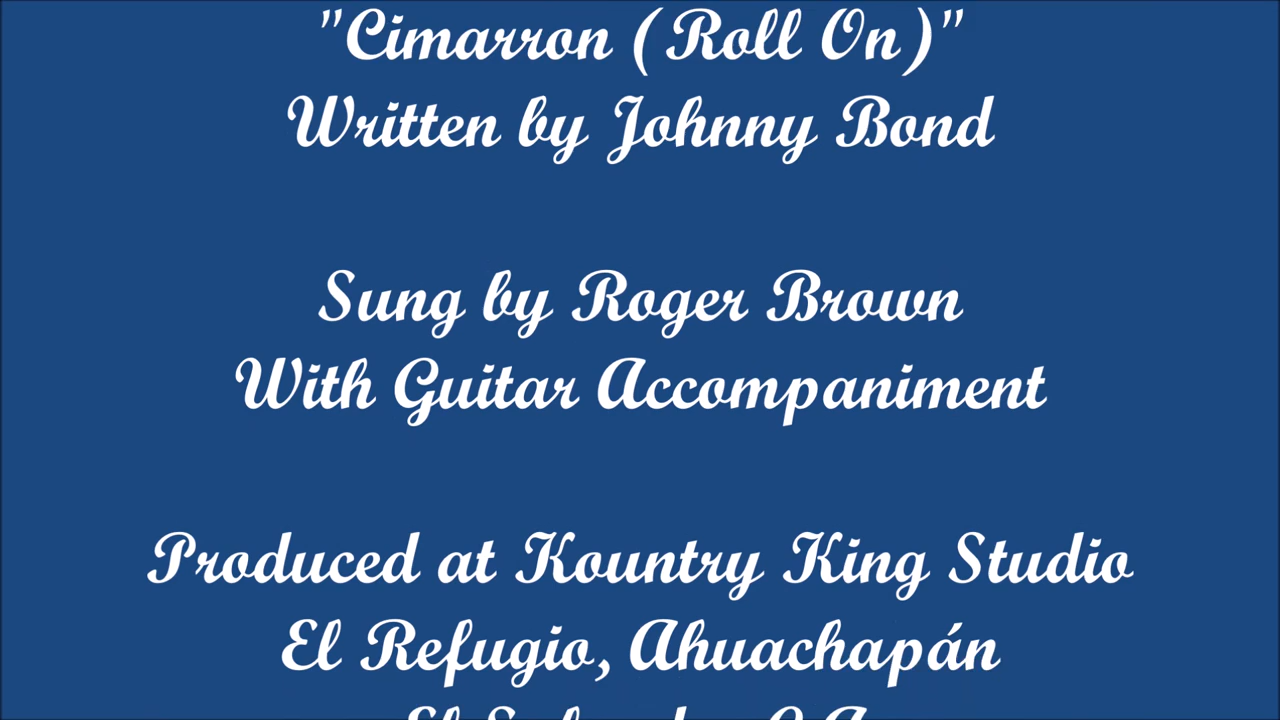 "Cimarron (Roll On)"
Written by Johnny Bond
Sung by Roger Brown
With Guitar Accompaniment
Produced at Kountry King Studio
El Refugio, Ahuachapán